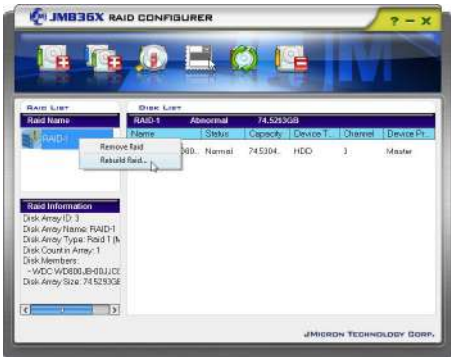 JMB36X RAID CONFIGURER
? - X
RAID LIST
Raid Name
RAID-1
DISK LIST
RAID-1 Abnormal 74.5293GB
Name Status Capacity Device T... Channel Device Pr...
Normal 74.5304... HDD 3 Master
Remove Raid
Rebuild Raid...
Raid Information
Disk Array ID: 3
Disk Array Name: RAID-1
Disk Array Type: Raid 1 (M
Disk Count in Array: 1
Disk Members:
Disk Array Size: 74.5293GB
JMICRON TECHNOLOGY CORP.